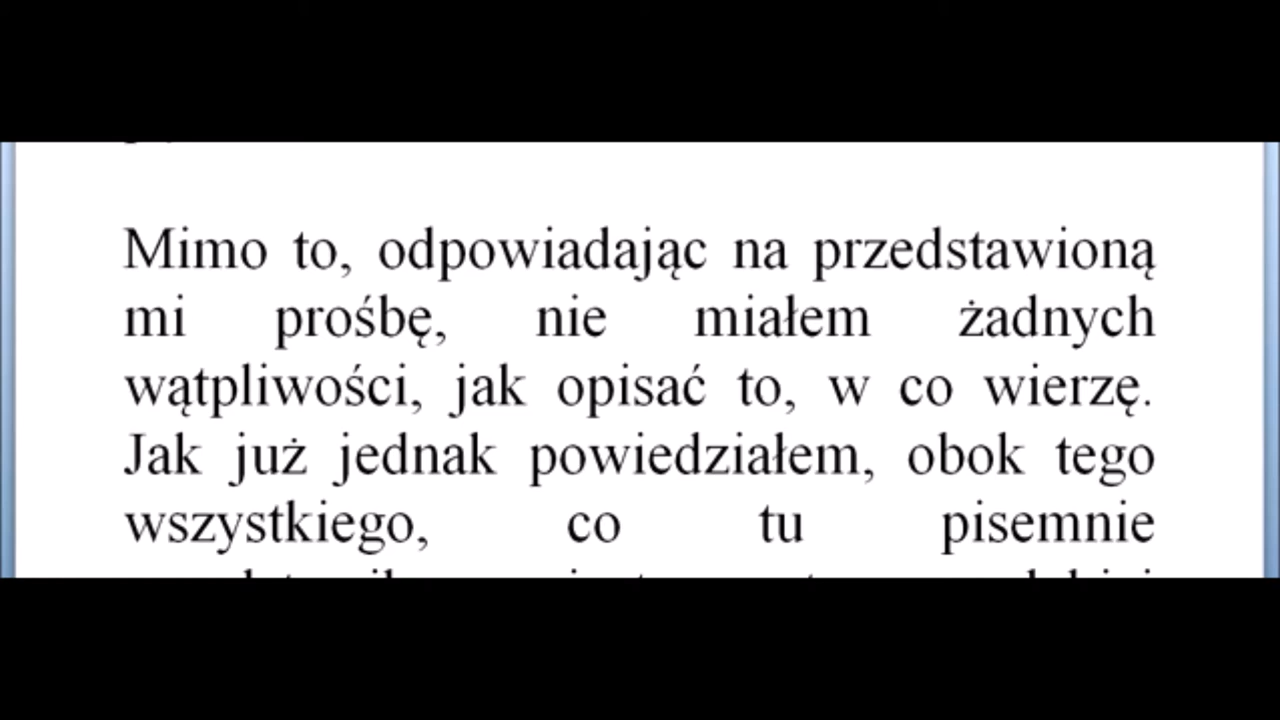 Mimo to, odpowiadając na przedstawioną
mi prośbę, nie miałem żadnych
wątpliwości, jak opisać to, w co wierzę.
Jak już jednak powiedziałem, obok tego
wszystkiego, co tu pisemnie